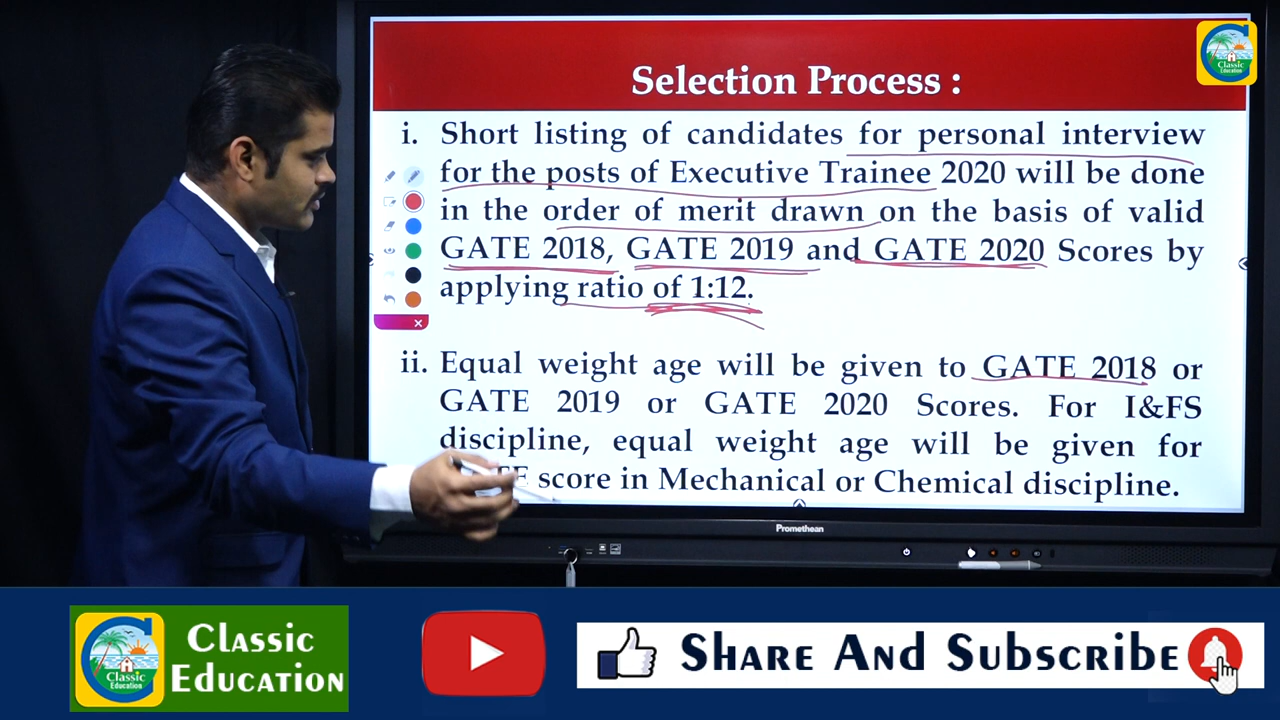 Selection Process :
Classic
Education
i. Short listing of candidates for personal interview
for the posts of Executive Trainee 2020 will be done
in the order of merit drawn on the basis of valid
GATE 2018, GATE 2019 and GATE 2020 Scores by
applying ratio of 1:12.
ii. Equal weight age will be given to GATE 2018 or
GATE 2019 or GATE 2020 Scores. For I&FS
discipline, equal weight age will be given for
score in Mechanical or Chemical discipline.
Promethean
Classic
Education
Classic
Education
Share And Subscribe